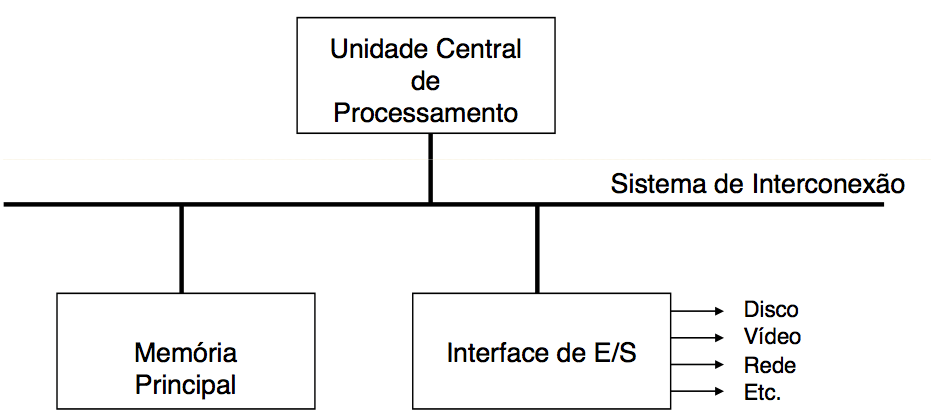 Unidade Central
de
Processamento
Sistema de Interconexão
Memória
Principal
Interface de E/S
Disco
Vídeo
Rede
Etc.